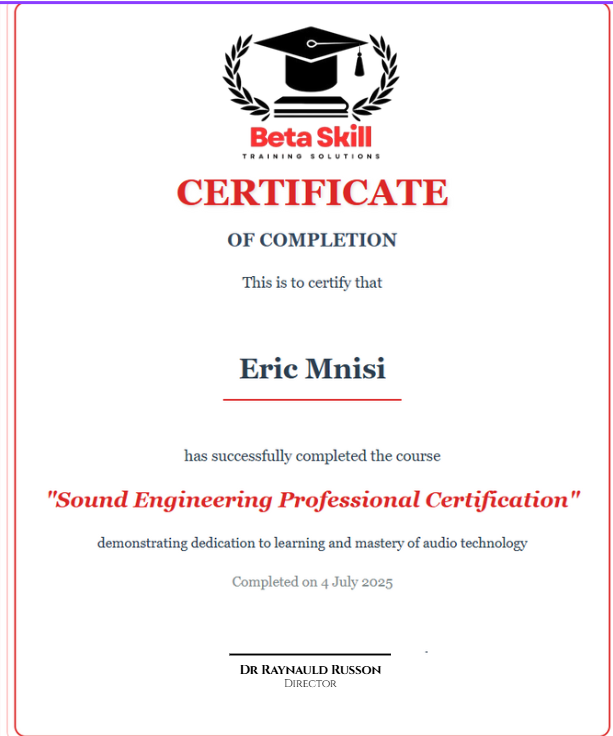 Beta Skill
TRAINING SOLUTIONS
CERTIFICATE
OF COMPLETION
This is to certify that
Eric Mnisi
has successfully completed the course
"Sound Engineering Professional Certification"
demonstrating dedication to learning and mastery of audio technology
Completed on 4 July 2025
DR RAYNAULD RUSSON
DIRECTOR